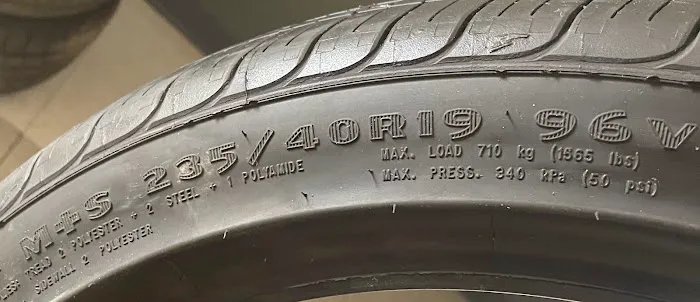 M+S 235/40R19 96V
MAX. LOAD 710 kg (1565 lbs)
MAX. PRESS. 340 kPa (50 psi)
TREAD 2 POLYESTER + 2 STEEL + 1 POLYAMIDE
SIDEWALL 2 POLYESTER